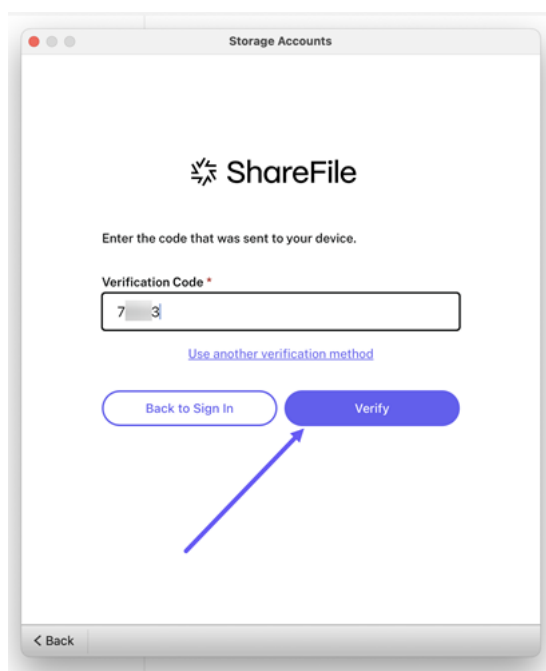 Storage Accounts
ShareFile
Enter the code that was sent to your device.
Verification Code *
7 3
Use another verification method
Back to Sign In
Verify
< Back